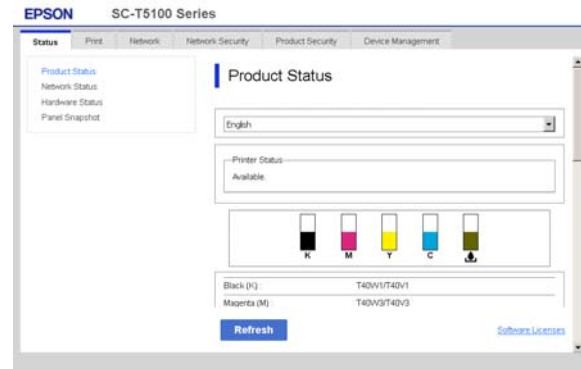 EPSON SC-T5100 Series
Status Print Network Network Security Product Security Device Management
Product Status
Network Status
Hardware Status
Panel Snapshot
Product Status
English
Printer Status
Available.
K M Y C
Black (K) : T40W1/T40V1
Magenta (M) : T40W3/T40V3
Refresh
Software Licenses